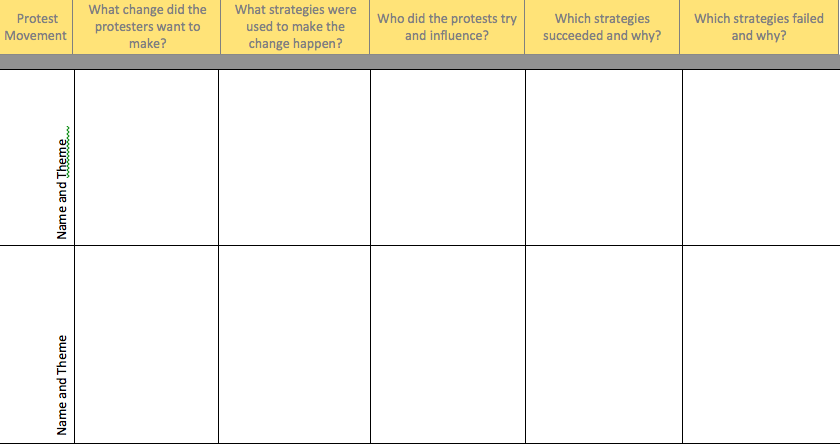 Protest
Movement
What change did the
protesters want to
make?
What strategies were
used to make the
change happen?
Who did the protests try
and influence?
Which strategies
succeeded and why?
Which strategies failed
and why?
Name and Theme
Name and Theme